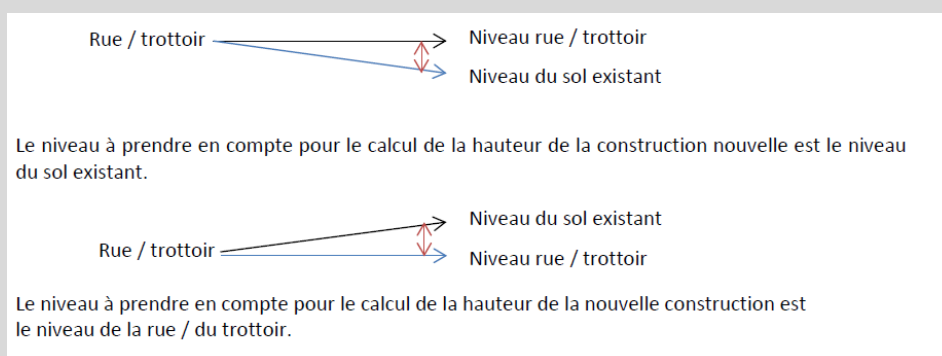 Rue / trottoir
Niveau rue / trottoir
Niveau du sol existant
Le niveau à prendre en compte pour le calcul de la hauteur de la construction nouvelle est le niveau
du sol existant.
Niveau du sol existant
Rue / trottoir
Niveau rue / trottoir
Le niveau à prendre en compte pour le calcul de la hauteur de la nouvelle construction est
le niveau de la rue / du trottoir.